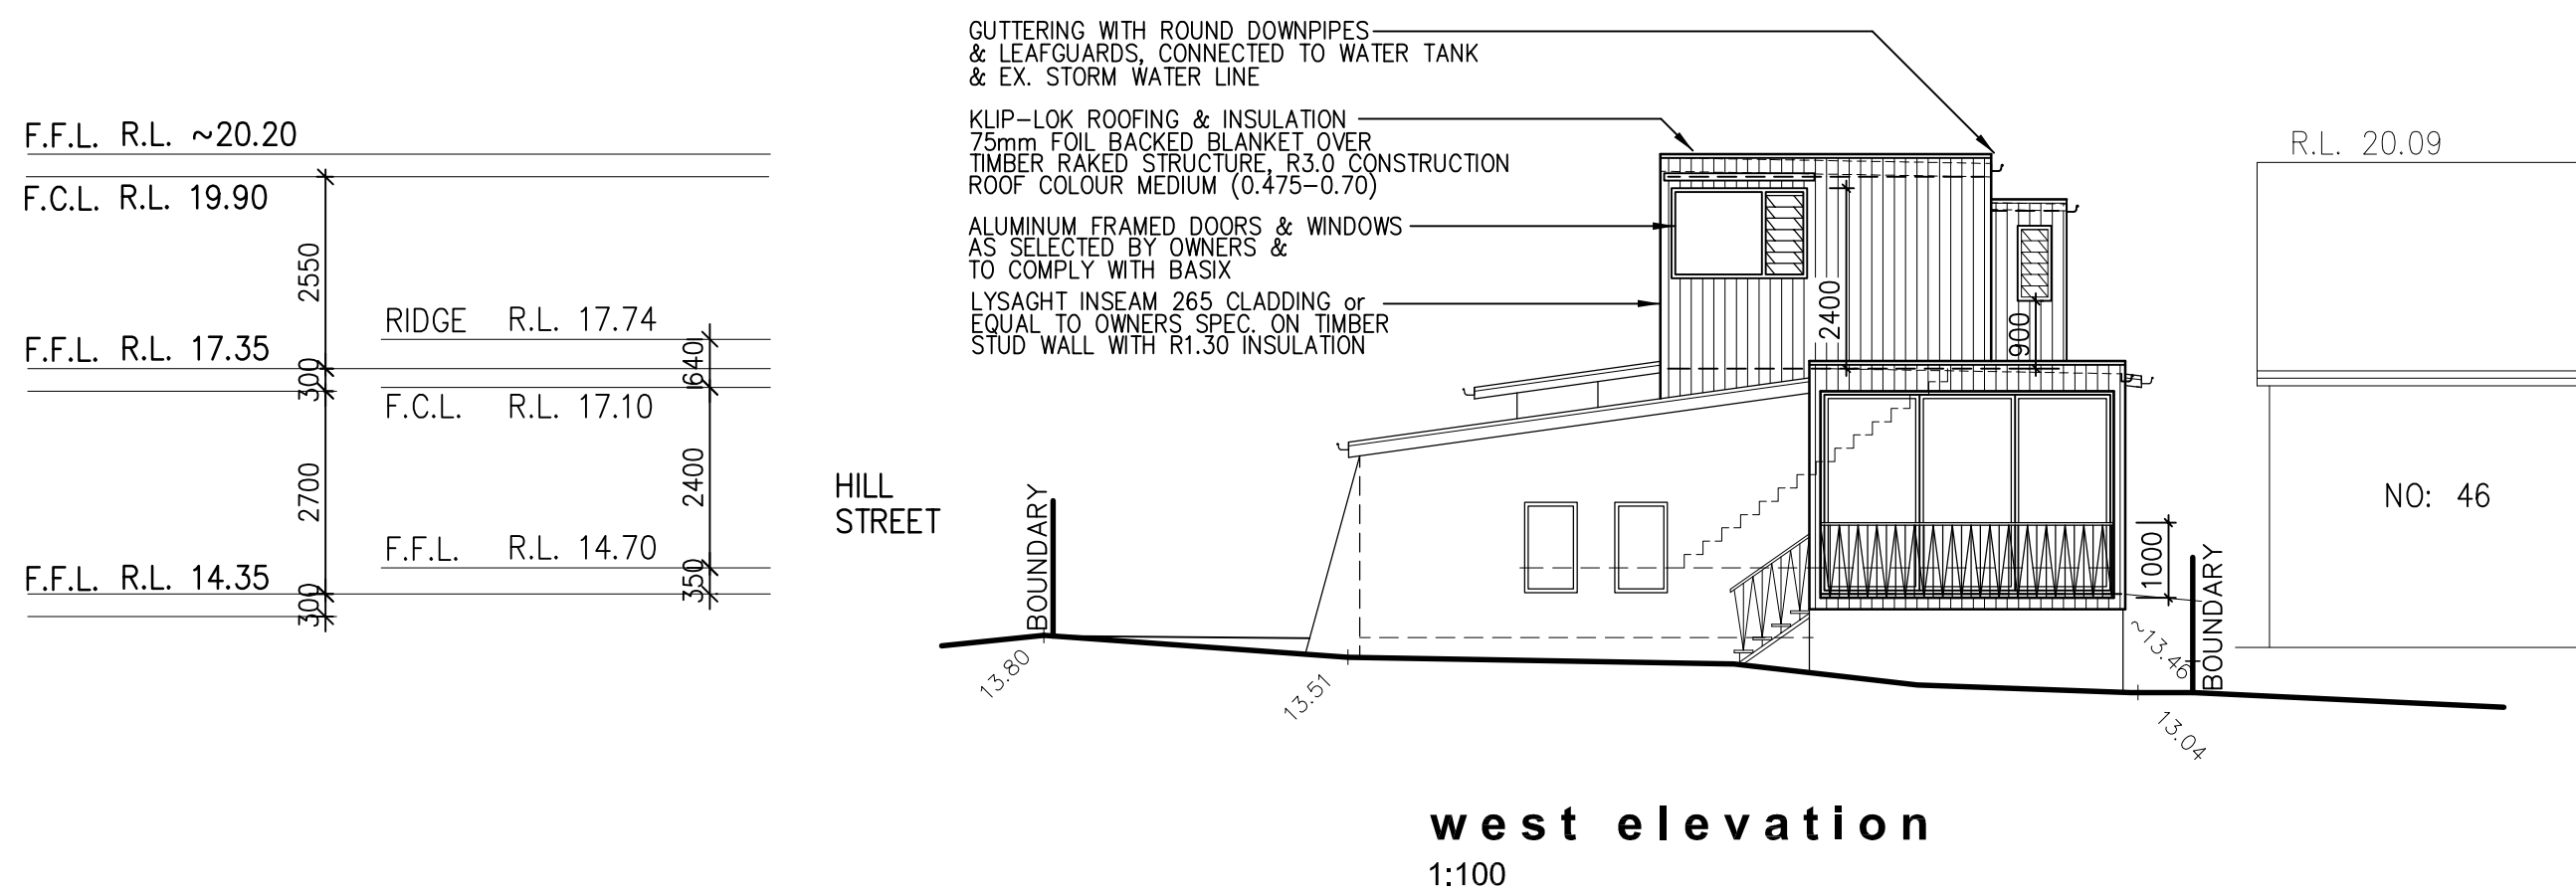 GUTTERING WITH ROUND DOWNPIPES
& LEAFGUARDS, CONNECTED TO WATER TANK
& EX. STORM WATER LINE
KLIP-LOK ROOFING & INSULATION
75mm FOIL BACKED BLANKET OVER
TIMBER RAKED STRUCTURE, R3.0 CONSTRUCTION
ROOF COLOUR MEDIUM (0.475-0.70)
ALUMINUM FRAMED DOORS & WINDOWS
AS SELECTED BY OWNERS &
TO COMPLY WITH BASIX
LYSAGHT INSEAM 265 CLADDING or
EQUAL TO OWNERS SPEC. ON TIMBER
STUD WALL WITH R1.30 INSULATION
F.F.L. R.L. ~20.20
F.C.L. R.L. 19.90
2550
F.F.L. R.L. 17.35
300
2700
F.F.L. R.L. 14.35
300
RIDGE R.L. 17.74
640
F.C.L. R.L. 17.10
2400
F.F.L. R.L. 14.70
350
HILL
STREET
BOUNDARY
13.80
13.51
2400
900
1000
~13.46
BOUNDARY
13.04
R.L. 20.09
NO: 46
west elevation
1:100